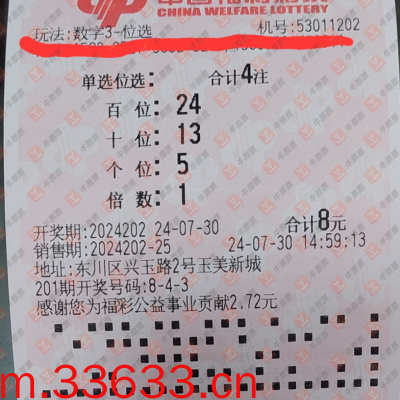 CHINA WELFARE LOTTERY
玩法:数字3-位选 机号:53011202
单选位选: 合计4注
百 位: 24
十 位: 13
个 位: 5
倍 数: 1
开奖期:2024202 24-07-30 合计8元
销售期:2024202-25 24-07-30 14:59:13
地址:东川区兴玉路2号玉美新城
201期开奖号码:8-4-3
感谢您为福彩公益事业贡献2.72元
m.33633.cn